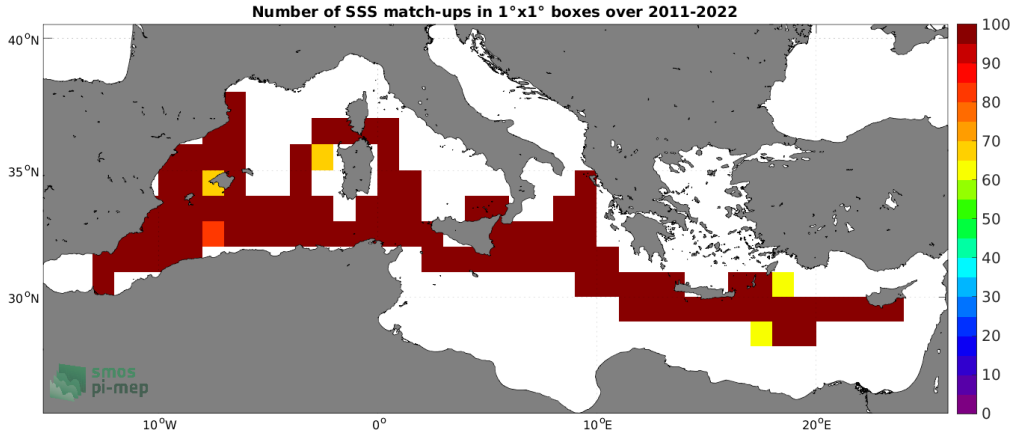 Number of SSS match-ups in 1°x1° boxes over 2011-2022
40°N
35°N
30°N
10°W
0°
10°E
20°E
100
90
80
70
60
50
40
30
20
10
0
smos
pi-mep